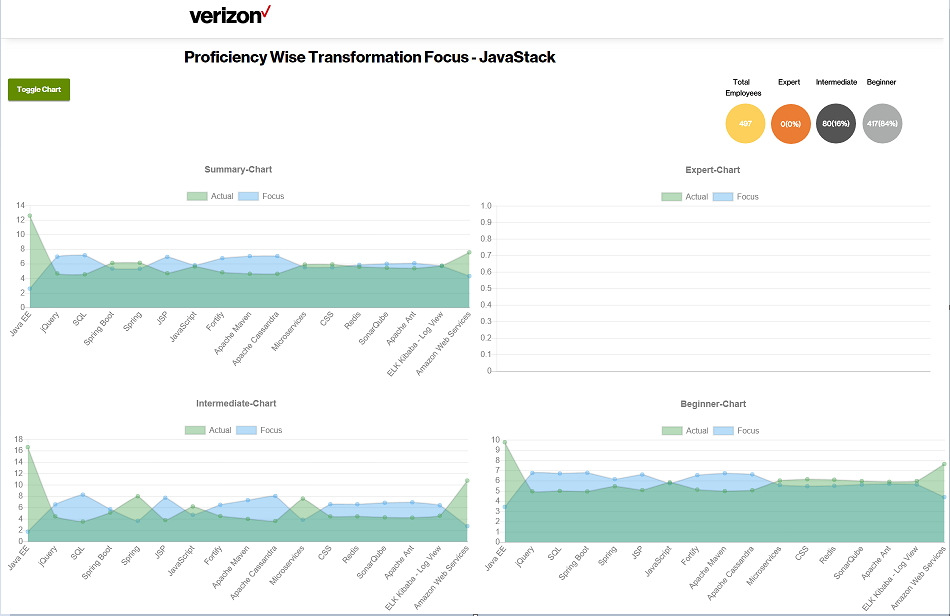 verizon
Proficiency Wise Transformation Focus - JavaStack
Toggle Chart
Total Employees
Expert
Intermediate
Beginner
497
0(0%)
80(16%)
417(84%)
Summary-Chart
Actual
Focus
14
12
10
8
6
4
2
0
Java EE
jQuery
SQL
Spring Boot
Spring
JSP
JavaScript
Fortify
Apache Maven
Apache Cassandra
Microservices
CSS
Redis
SonarQube
Apache Ant
ELK Kibaba - Log View
Amazon Web Services
Expert-Chart
Actual
Focus
1.0
0.9
0.8
0.7
0.6
0.5
0.4
0.3
0.2
0.1
0
Intermediate-Chart
Actual
Focus
18
16
14
12
10
8
6
4
2
0
Java EE
jQuery
SQL
Spring Boot
Spring
JSP
JavaScript
Fortify
Apache Maven
Apache Cassandra
Microservices
CSS
Redis
SonarQube
Apache Ant
ELK Kibaba - Log View
Amazon Web Services
Beginner-Chart
Actual
Focus
10
9
8
7
6
5
4
3
2
1
0
Java EE
jQuery
SQL
Spring Boot
Spring
JSP
JavaScript
Fortify
Apache Maven
Apache Cassandra
Microservices
CSS
Redis
SonarQube
Apache Ant
ELK Kibaba - Log View
Amazon Web Services